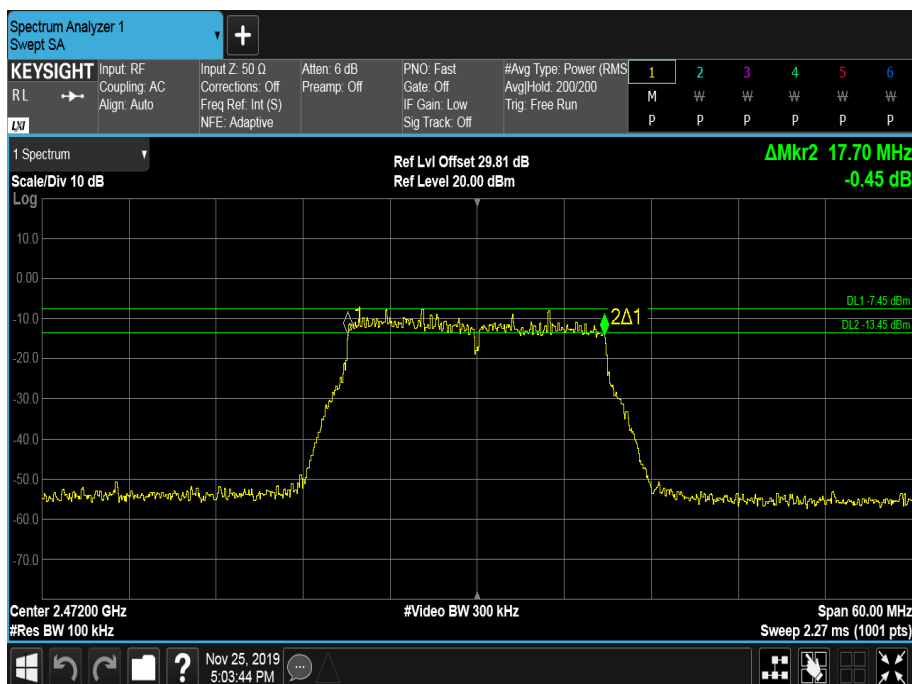 Spectrum Analyzer 1
Swept SA
+
KEYSIGHT
RL
LXI
Input: RF
Coupling: AC
Align: Auto
Input Z: 50 Ω
Corrections: Off
Freq Ref: Int (S)
NFE: Adaptive
Atten: 6 dB
Preamp: Off
PNO: Fast
Gate: Off
IF Gain: Low
Sig Track: Off
#Avg Type: Power (RMS
Avg|Hold: 200/200
Trig: Free Run
1 2 3 4 5 6
M W W W W W
P P P P P P
1 Spectrum
Scale/Div 10 dB
Ref Lvl Offset 29.81 dB
Ref Level 20.00 dBm
ΔMkr2 17.70 MHz
-0.45 dB
Log
10.0
0.00
DL1 -7.45 dBm
-10.0
1
2Δ1
DL2 -13.45 dBm
-20.0
-30.0
-40.0
-50.0
-60.0
-70.0
Center 2.47200 GHz
#Video BW 300 kHz
Span 60.00 MHz
#Res BW 100 kHz
Sweep 2.27 ms (1001 pts)
?
Nov 25, 2019
5:03:44 PM